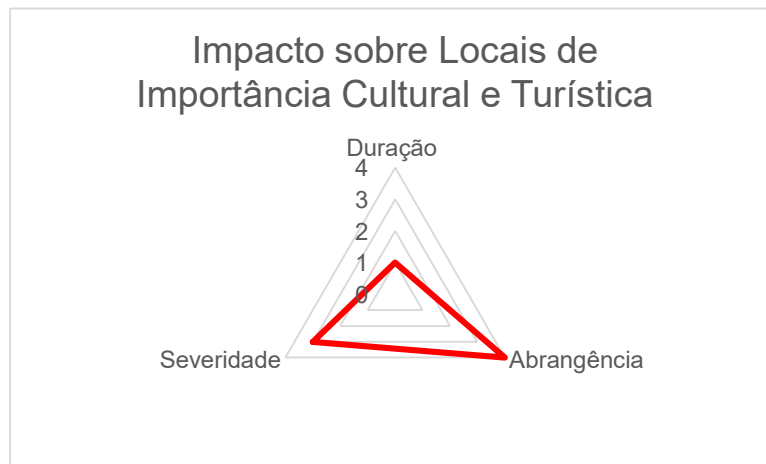 Impacto sobre Locais de
Importância Cultural e Turística
Duração
4
3
2
1
0
Severidade
Abrangência